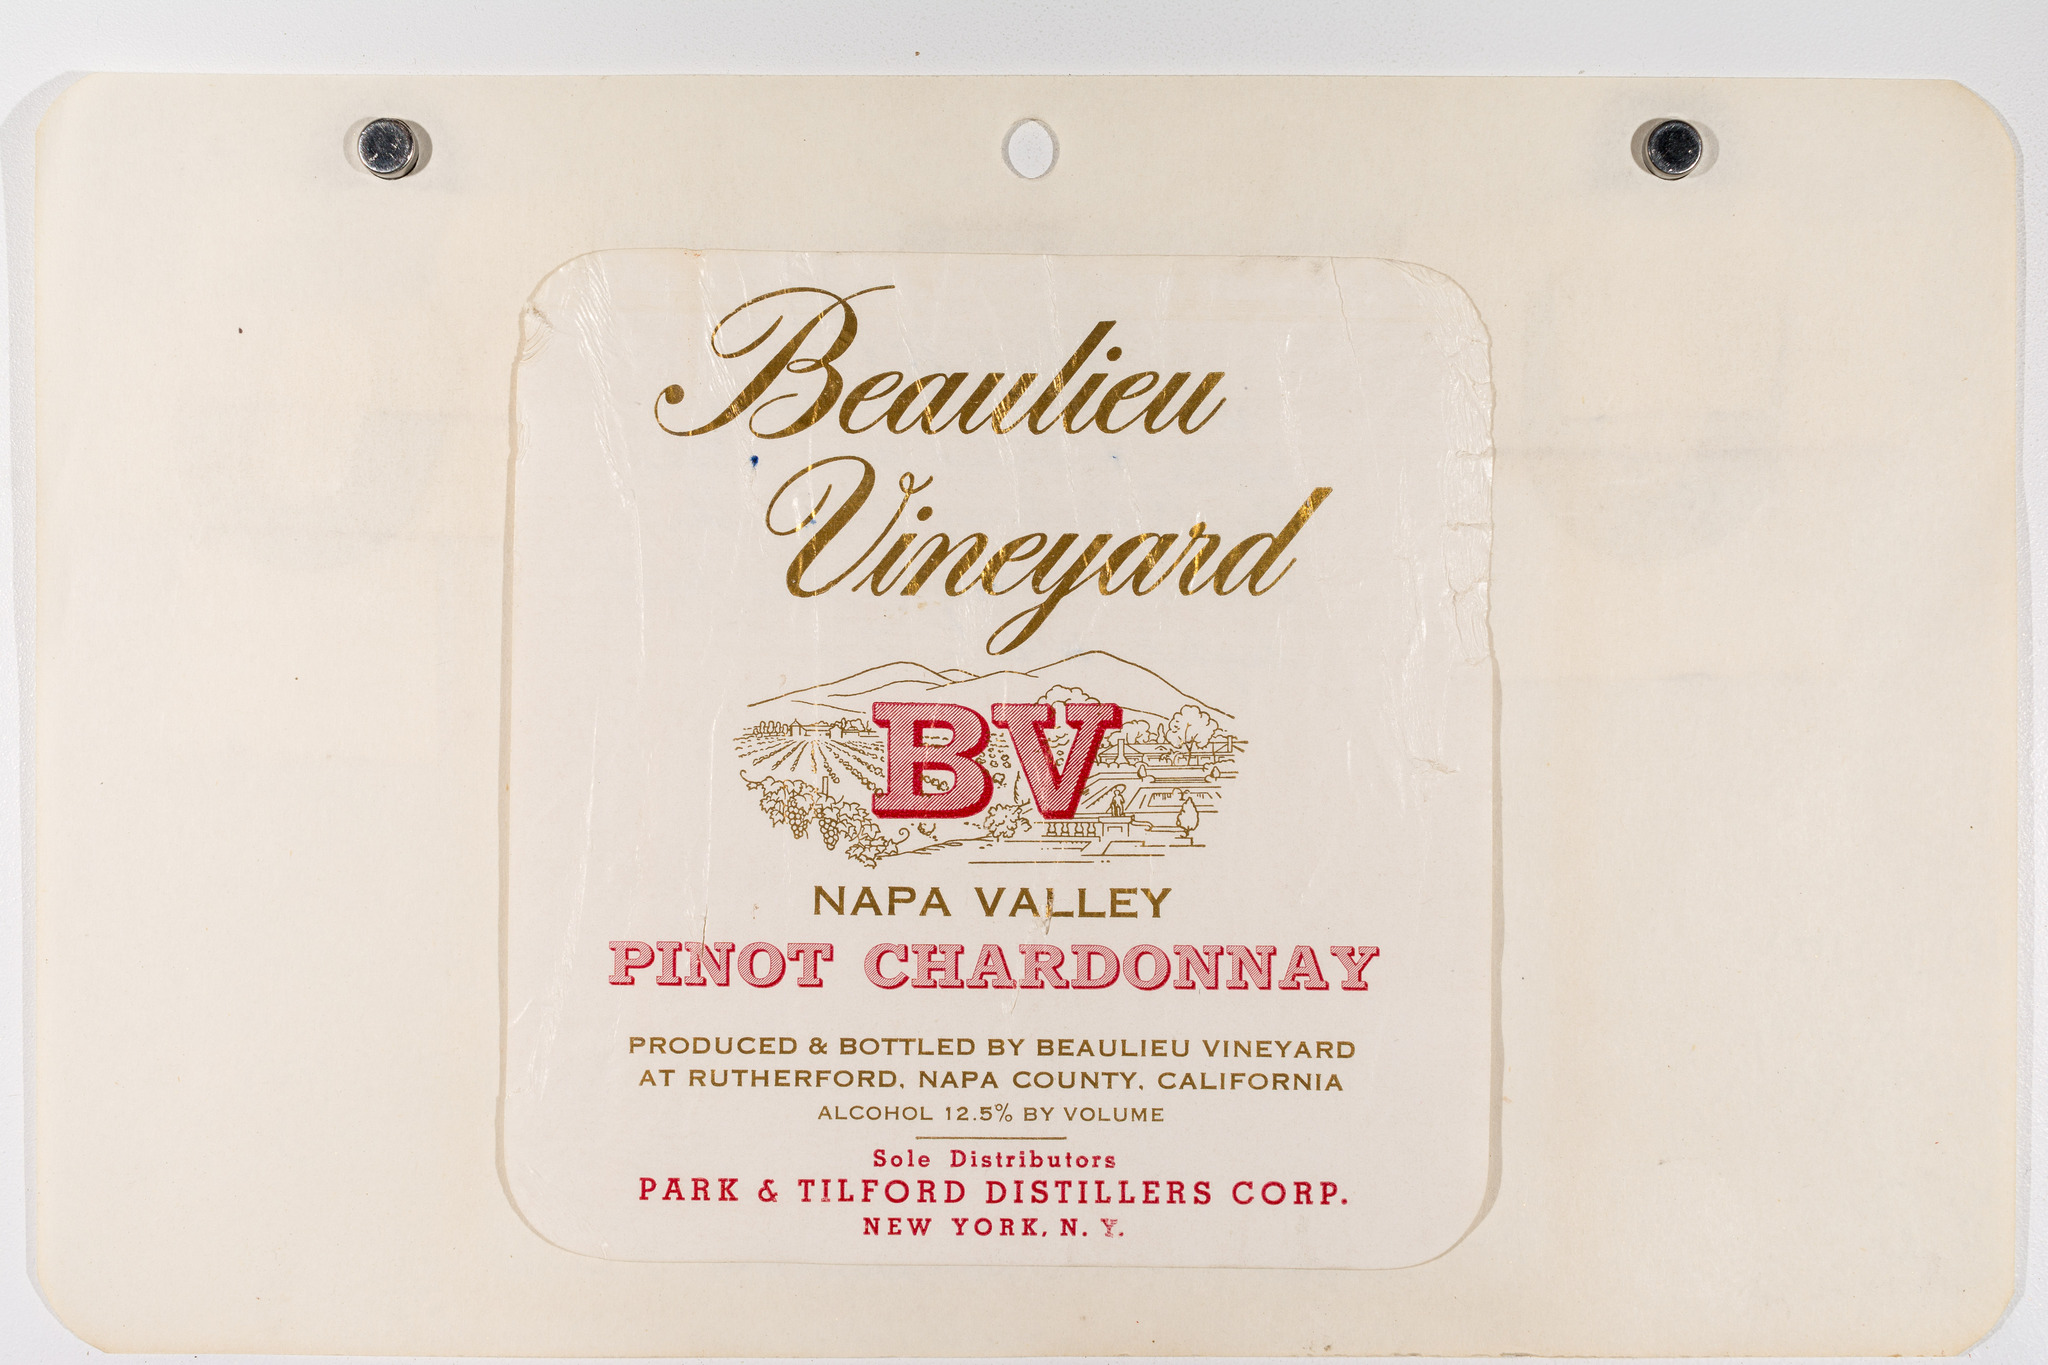 Beaulieu
Vineyard
BV
NAPA VALLEY
PINOT CHARDONNAY
PRODUCED & BOTTLED BY BEAULIEU VINEYARD
AT RUTHERFORD, NAPA COUNTY, CALIFORNIA
ALCOHOL 12.5% BY VOLUME
Sole Distributors
PARK & TILFORD DISTILLERS CORP.
NEW YORK, N. Y.